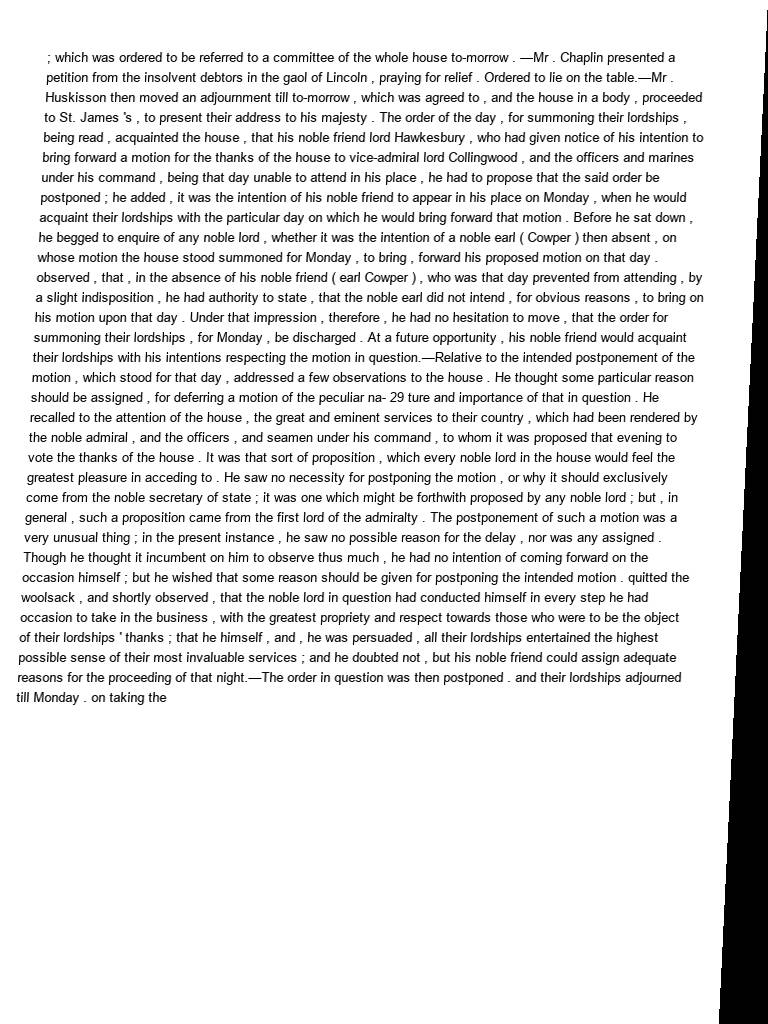 ; which was ordered to be referred to a committee of the whole house to-morrow . —Mr . Chaplin presented a
petition from the insolvent debtors in the gaol of Lincoln , praying for relief . Ordered to lie on the table.—Mr .
Huskisson then moved an adjournment till to-morrow , which was agreed to , and the house in a body , proceeded
to St. James 's , to present their address to his majesty . The order of the day , for summoning their lordships ,
being read , acquainted the house , that his noble friend lord Hawkesbury , who had given notice of his intention to
bring forward a motion for the thanks of the house to vice-admiral lord Collingwood , and the officers and marines
under his command , being that day unable to attend in his place , he had to propose that the said order be
postponed ; he added , it was the intention of his noble friend to appear in his place on Monday , when he would
acquaint their lordships with the particular day on which he would bring forward that motion . Before he sat down ,
he begged to enquire of any noble lord , whether it was the intention of a noble earl ( Cowper ) then absent , on
whose motion the house stood summoned for Monday , to bring , forward his proposed motion on that day .
observed , that , in the absence of his noble friend ( earl Cowper ) , who was that day prevented from attending , by
a slight indisposition , he had authority to state , that the noble earl did not intend , for obvious reasons , to bring on
his motion upon that day . Under that impression , therefore , he had no hesitation to move , that the order for
summoning their lordships , for Monday , be discharged . At a future opportunity , his noble friend would acquaint
their lordships with his intentions respecting the motion in question.—Relative to the intended postponement of the
motion , which stood for that day , addressed a few observations to the house . He thought some particular reason
should be assigned , for deferring a motion of the peculiar na- 29 ture and importance of that in question . He
recalled to the attention of the house , the great and eminent services to their country , which had been rendered by
the noble admiral , and the officers , and seamen under his command , to whom it was proposed that evening to
vote the thanks of the house . It was that sort of proposition , which every noble lord in the house would feel the
greatest pleasure in acceding to . He saw no necessity for postponing the motion , or why it should exclusively
come from the noble secretary of state ; it was one which might be forthwith proposed by any noble lord ; but , in
general , such a proposition came from the first lord of the admiralty . The postponement of such a motion was a
very unusual thing ; in the present instance , he saw no possible reason for the delay , nor was any assigned .
Though he thought it incumbent on him to observe thus much , he had no intention of coming forward on the
occasion himself ; but he wished that some reason should be given for postponing the intended motion . quitted the
woolsack , and shortly observed , that the noble lord in question had conducted himself in every step he had
occasion to take in the business , with the greatest propriety and respect towards those who were to be the object
of their lordships ' thanks ; that he himself , and , he was persuaded , all their lordships entertained the highest
possible sense of their most invaluable services ; and he doubted not , but his noble friend could assign adequate
reasons for the proceeding of that night.—The order in question was then postponed . and their lordships adjourned
till Monday . on taking the